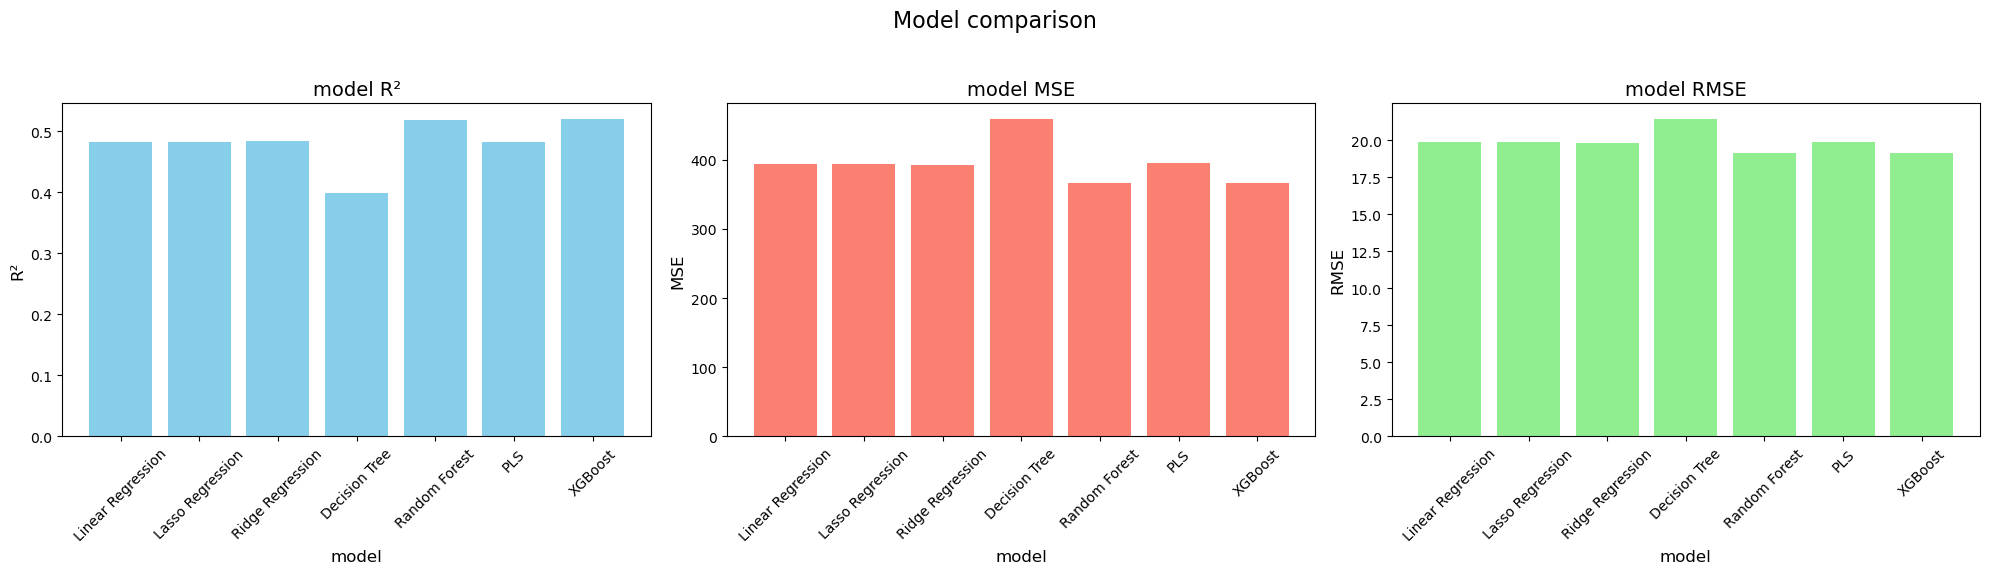 Model comparison
model R²
R²
0.5
0.4
0.3
0.2
0.1
0.0
Linear Regression
Lasso Regression
Ridge Regression
Decision Tree
Random Forest
PLS
XGBoost
model
model MSE
MSE
400
300
200
100
0
Linear Regression
Lasso Regression
Ridge Regression
Decision Tree
Random Forest
PLS
XGBoost
model
model RMSE
RMSE
20.0
17.5
15.0
12.5
10.0
7.5
5.0
2.5
0.0
Linear Regression
Lasso Regression
Ridge Regression
Decision Tree
Random Forest
PLS
XGBoost
model